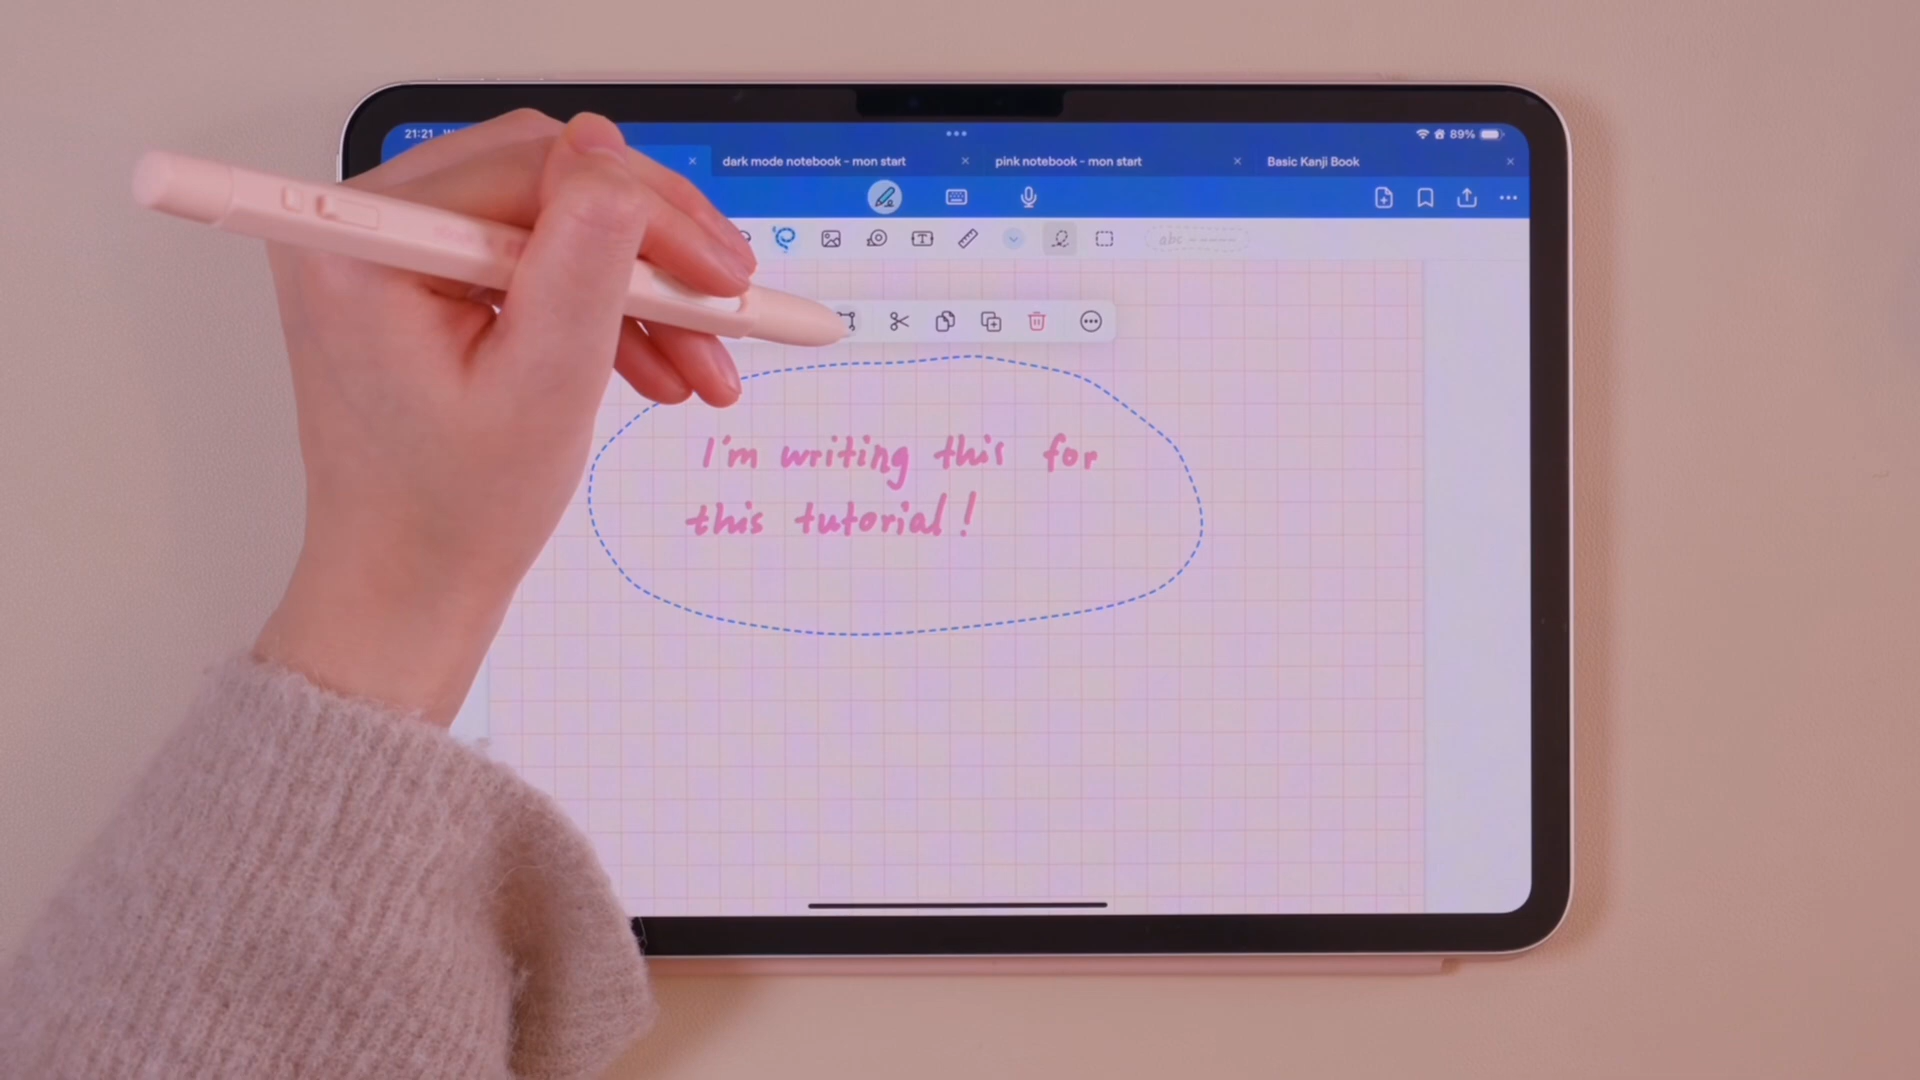 21:21
89%
dark mode notebook - mon start
pink notebook - mon start
Basic Kanji Book
abc
I'm writing this for
this tutorial!